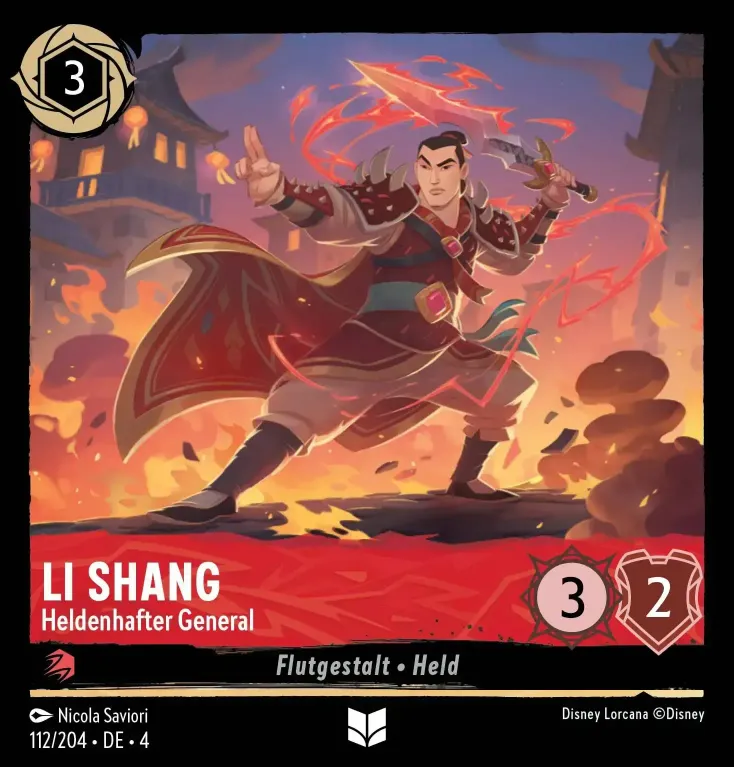 3
LI SHANG
Heldenhafter General
3 2
Flutgestalt • Held
Nicola Saviori
Disney Lorcana ©Disney
112/204 • DE • 4